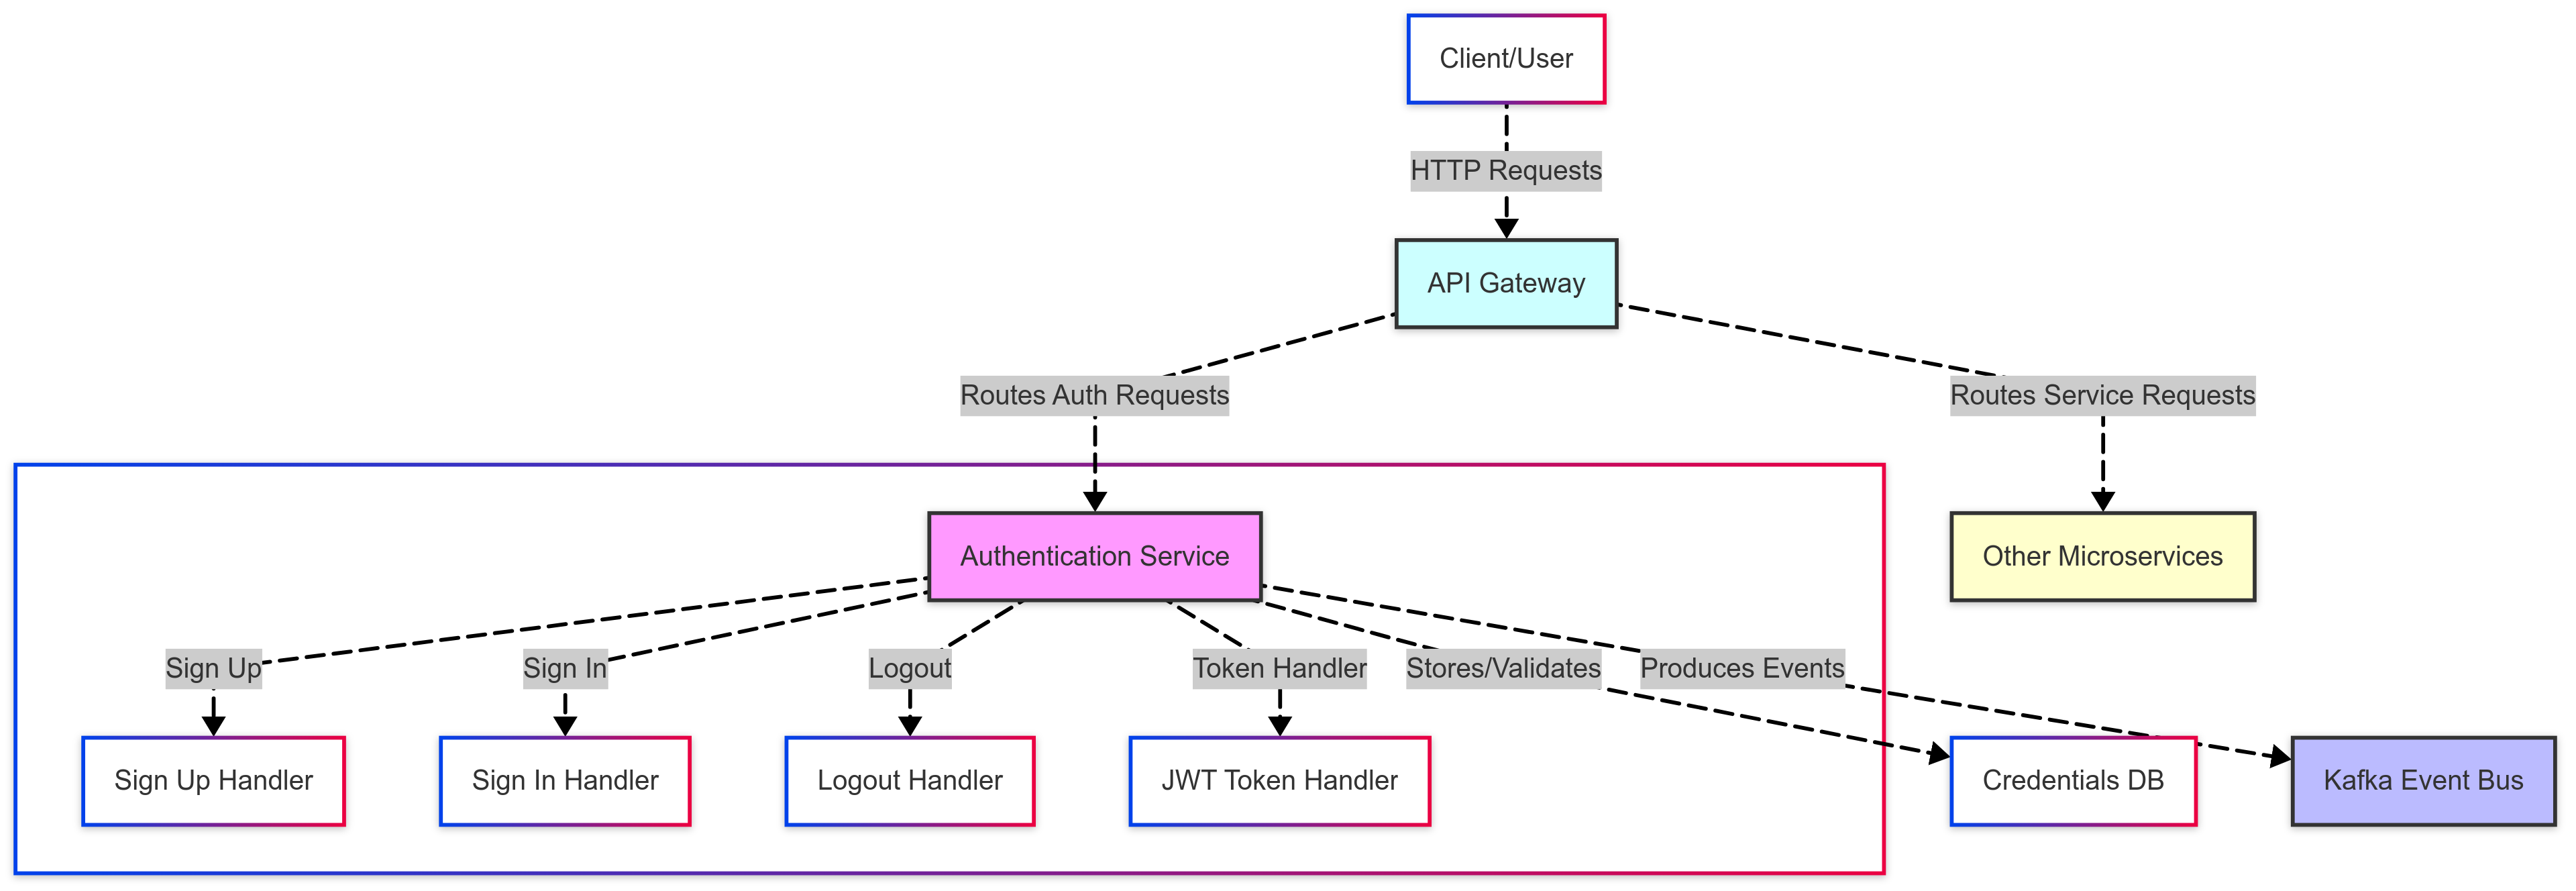 Client/User
HTTP Requests
API Gateway
Routes Auth Requests
Routes Service Requests
Authentication Service
Other Microservices
Sign Up
Sign In
Logout
Token Handler
Stores/Validates
Produces Events
Sign Up Handler
Sign In Handler
Logout Handler
JWT Token Handler
Credentials DB
Kafka Event Bus